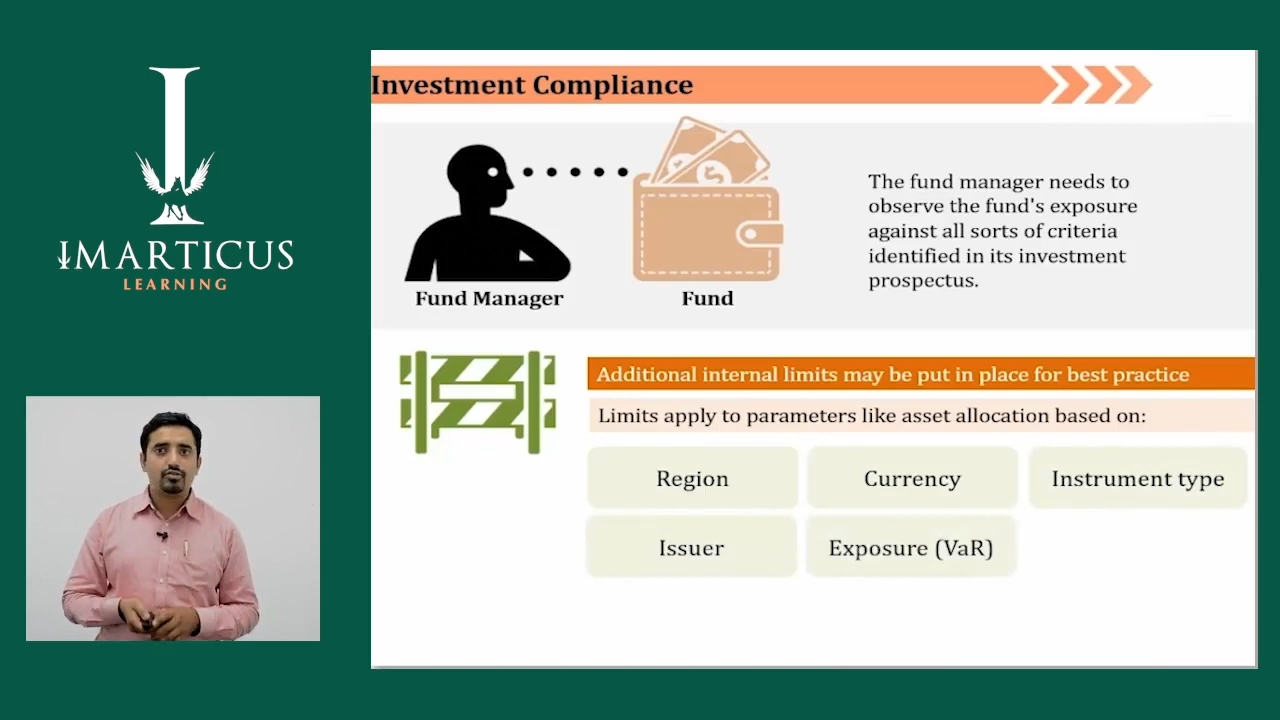 IMARTICUS
LEARNING
Investment Compliance
Fund Manager
Fund
The fund manager needs to
observe the fund's exposure
against all sorts of criteria
identified in its investment
prospectus.
Additional internal limits may be put in place for best practice
Limits apply to parameters like asset allocation based on:
Region
Currency
Instrument type
Issuer
Exposure (VaR)